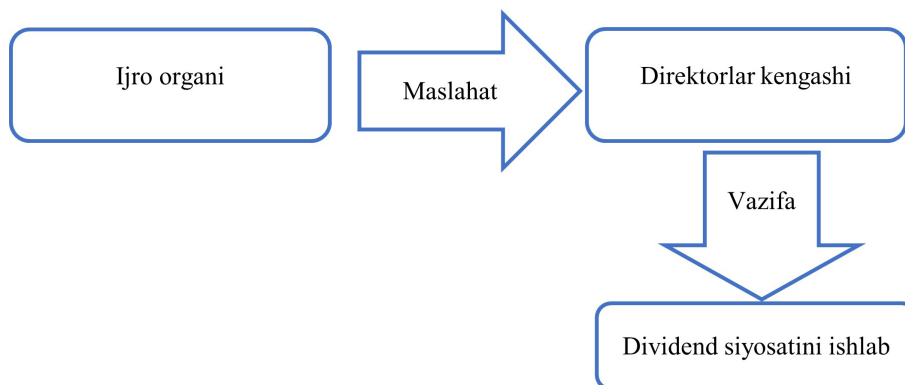 Ijro organi
Maslahat
Direktorlar kengashi
Vazifa
Dividend siyosatini ishlab